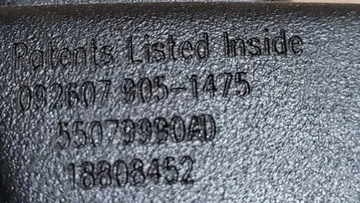 Patents Listed Inside
092607 905-1475
55079990AD
18808452